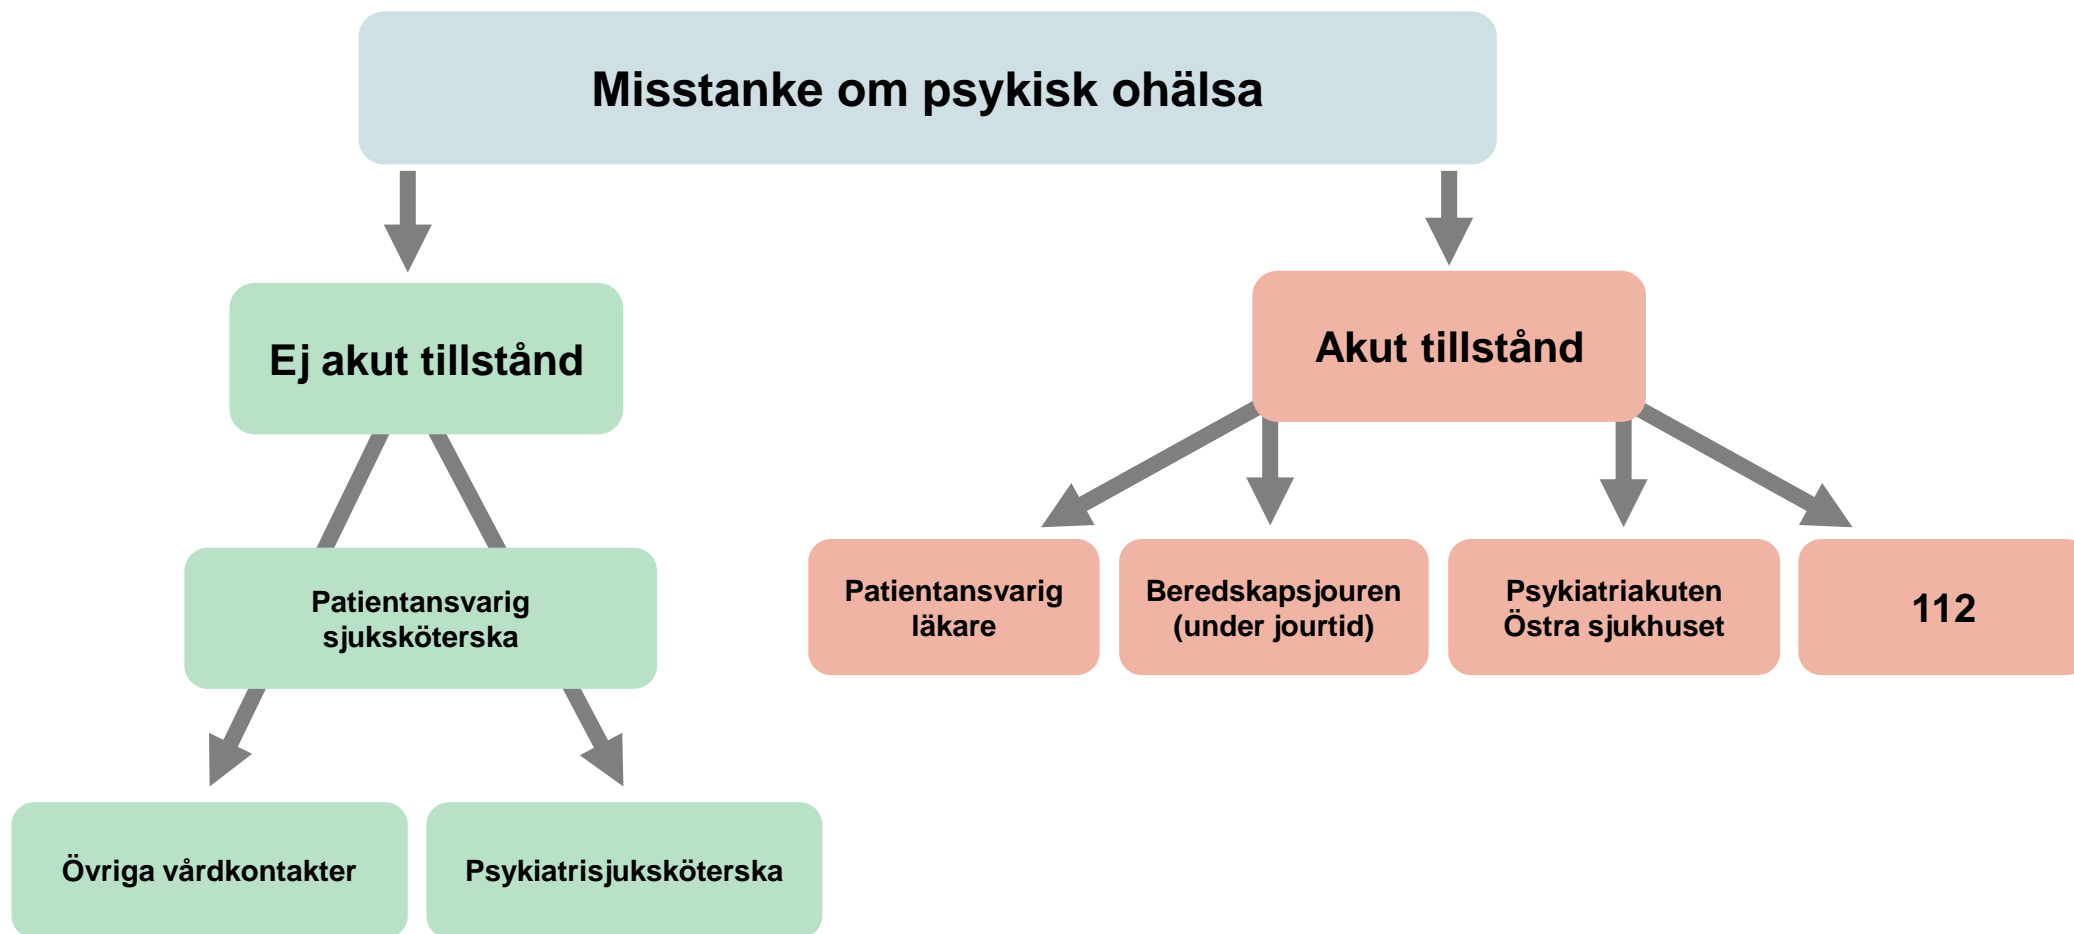 Misstanke om psykisk ohälsa
Ej akut tillstånd
Akut tillstånd
Patientansvarig
sjuksköterska
Patientansvarig
läkare
Beredskapsjouren
(under jourtid)
Psykiatriakuten
Östra sjukhuset
112
Övriga vårdkontakter
Psykiatrisjuksköterska